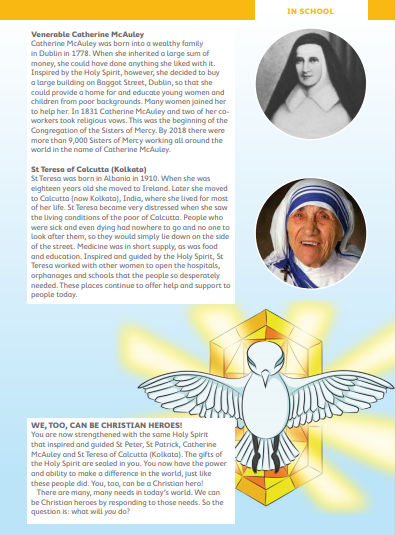 IN SCHOOL
Venerable Catherine McAuley
Catherine McAuley was born into a wealthy family
in Dublin in 1778. When she inherited a large sum of
money, she could have done anything she liked with it.
Inspired by the Holy Spirit, however, she decided to buy
a large building on Baggot Street, Dublin, so that she
could provide a home for and educate young women and
children from poor backgrounds. Many women joined her
to help her. In 1831 Catherine McAuley and two of her co-
workers took religious vows. This was the beginning of the
Congregation of the Sisters of Mercy. By 2018 there were
more than 9,000 Sisters of Mercy working all around the
world in the name of Catherine McAuley.
St Teresa of Calcutta (Kolkata)
St Teresa was born in Albania in 1910. When she was
eighteen years old she moved to Ireland. Later she moved
to Calcutta (now Kolkata), India, where she lived for most
of her life. St Teresa became very distressed when she saw
the living conditions of the poor of Calcutta. People who
were sick and even dying had nowhere to go and no one to
look after them, so they would simply lie down on the side
of the street. Medicine was in short supply, as was food
and education. Inspired and guided by the Holy Spirit, St
Teresa worked with other women to open the hospitals,
orphanages and schools that the people so desperately
needed. These places continue to offer help and support to
people today.
WE, TOO, CAN BE CHRISTIAN HEROES!
You are now strengthened with the same Holy Spirit
that inspired and guided St Peter, St Patrick, Catherine
McAuley and St Teresa of Calcutta (Kolkata). The gifts of
the Holy Spirit are sealed in you. You now have the power
and ability to make a difference in the world, just like
these people did. You, too, can be a Christian hero!
There are many, many needs in today's world. We can
be Christian heroes by responding to those needs. So the
question is: what will you do?